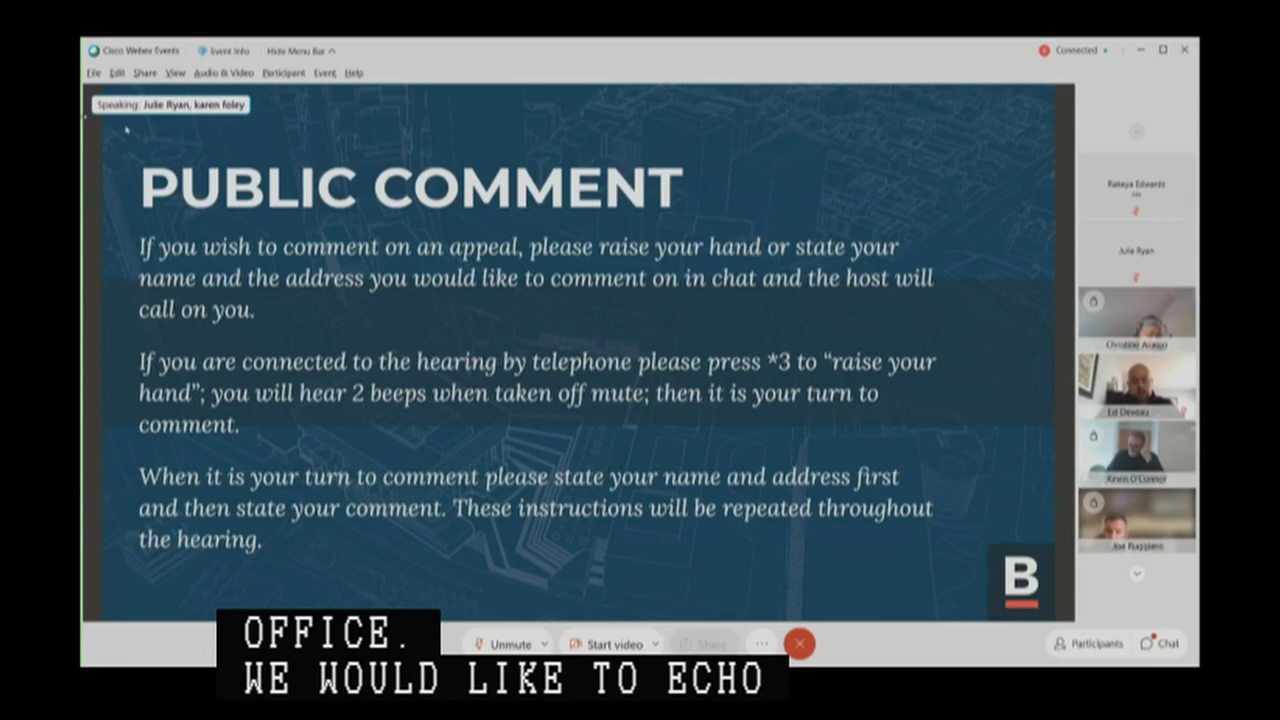 Cisco Webex Events
Event Info
Hide Menu Bar
Connected
File Edit Share View Audio & Video Participant Event Help
Speaking: Julie Ryan, karen foley
PUBLIC COMMENT
If you wish to comment on an appeal, please raise your hand or state your
name and the address you would like to comment on in chat and the host will
call on you.
If you are connected to the hearing by telephone please press *3 to “raise your
hand”; you will hear 2 beeps when taken off mute; then it is your turn to
comment.
When it is your turn to comment please state your name and address first
and then state your comment. These instructions will be repeated throughout
the hearing.
B
Rakeya Edwards
Me
Julie Ryan
Christine Araujo
Ed Deveau
Kevin O'Connor
Joe Ruggiero
Unmute
Start video
Share
Participants
Chat
OFFICE.
WE WOULD LIKE TO ECHO